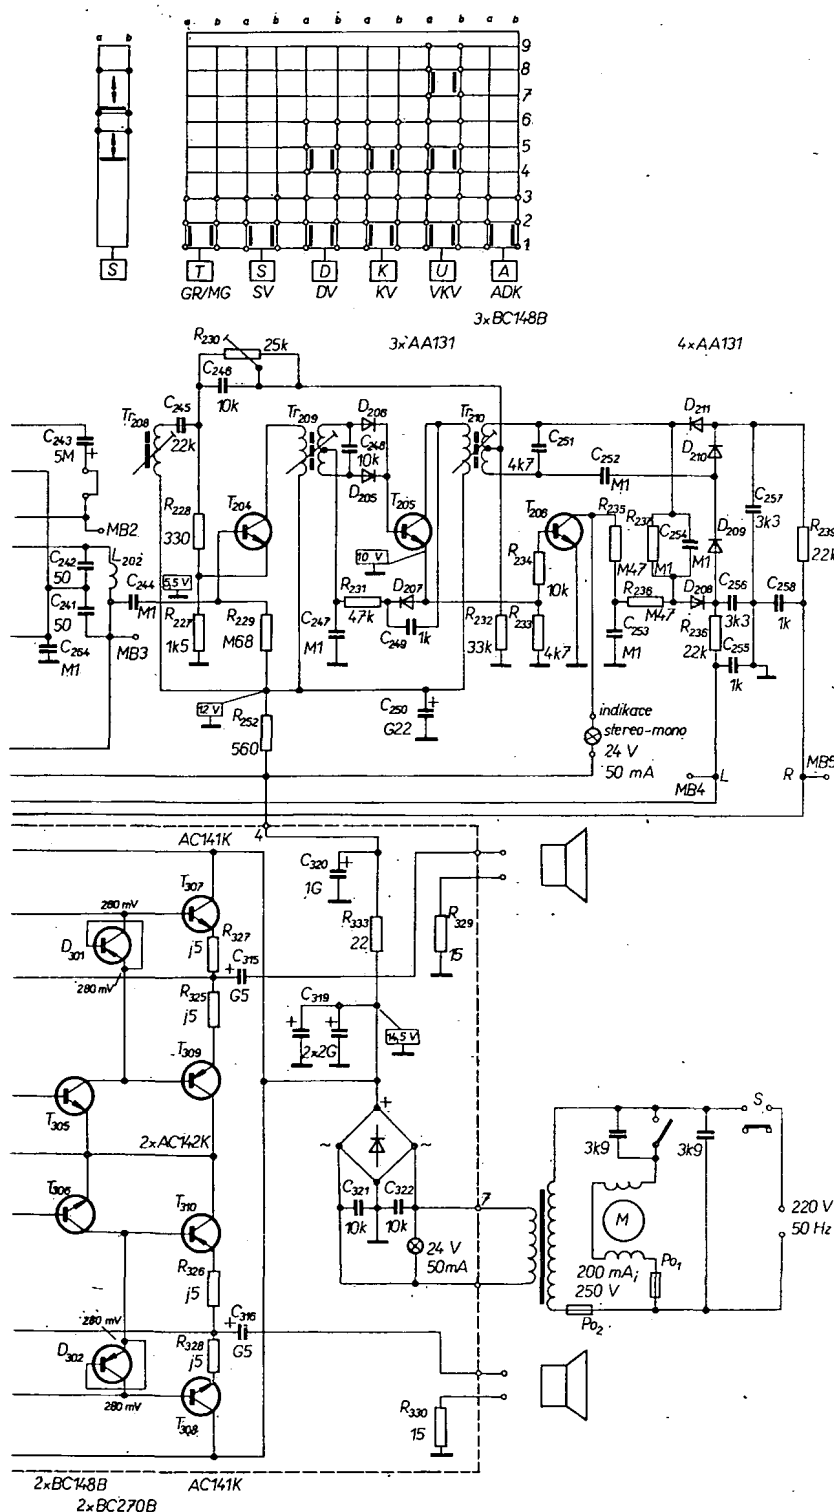 a b a b a b a b a b a b a b
9
8
7
6
5
4
3
2
1
S T S D K U A
GR/MG SV DV KV VKV ADK
3xBC148B
R230 25k 3xAA131 4xAA131
C246
10k
Tr208 C245 22k
Tr209 D206 C248 10k D205
Tr210 C251 4k7
D211 D210
C252 M1
C243 5M
MB2
R228 330
T204
T205
T206
R235 M47
R237 M1
C254 M1
D209
C257 3k3
R239 22k
C242 50
L202
C241 50
C244 M1
C264 M1
MB3
5,5 V
10 V
R227 1k5
R229 M68
R231 47k
D207
C247 M1
C249 1k
R234 10k
R232 33k
R233 4k7
R236 M47
D208
C253 M1
C256 3k3
C258 1k
R236 22k
C255 1k
12 V
R252 560
C250 G22
indikace
stereo-mono
24 V
50 mA
MB4 L
R MB5
AC141K
4
T307
C320 1G
280 mV
D301
280 mV
R327 j5
C315 G5
R333 22
R329 15
R325 j5
C319
2x2G
14,5 V
T309
T305
2xAC142K
T306
T310
C321 10k
C322 10k
7
24 V
50mA
3k9
3k9
S
M
220 V
50 Hz
200 mA;
250 V
Po1
Po2
R326 j5
C316 G5
280 mV
D302
280 mV
R328 j5
T308
R330 15
2xBC148B
AC141K
2xBC270B